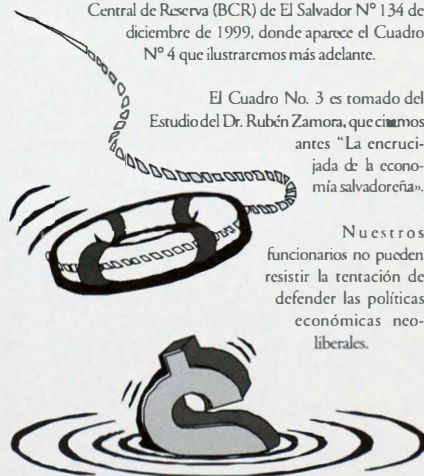 Central de Reserva (BCR) de El Salvador N° 134 de
diciembre de 1999, donde aparece el Cuadro
N° 4 que ilustraremos más adelante.
El Cuadro No. 3 es tomado del
Estudio del Dr. Rubén Zamora, que citamos
antes “La encruci-
jada de la econo-
mía salvadoreña».
Nuestros
funcionarios no pueden
resistir la tentación de
defender las políticas
económicas neo-
liberales.
¢